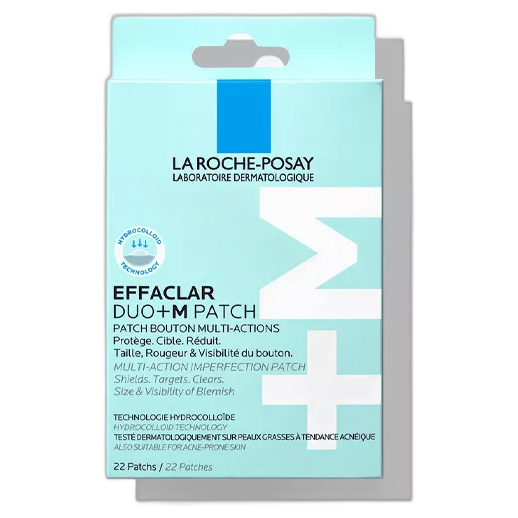 LA ROCHE-POSAY
LABORATOIRE DERMATOLOGIQUE
HYDROCOLLOID
TECHNOLOGY
+M
EFFACLAR
DUO+M PATCH
PATCH BOUTON MULTI-ACTIONS
Protège. Cible. Réduit.
Taille, Rougeur & Visibilité du bouton.
MULTI-ACTION IMPERFECTION PATCH
Shields. Targets. Clears.
Size & Visibility of Blemish
TECHNOLOGIE HYDROCOLLOÏDE
HYDROCOLLOID TECHNOLOGY
TESTÉ DERMATOLOGIQUEMENT SUR PEAUX GRASSES À TENDANCE ACNÉIQUE
ALSO SUITABLE FOR ACNE-PRONE SKIN
22 Patchs / 22 Patches